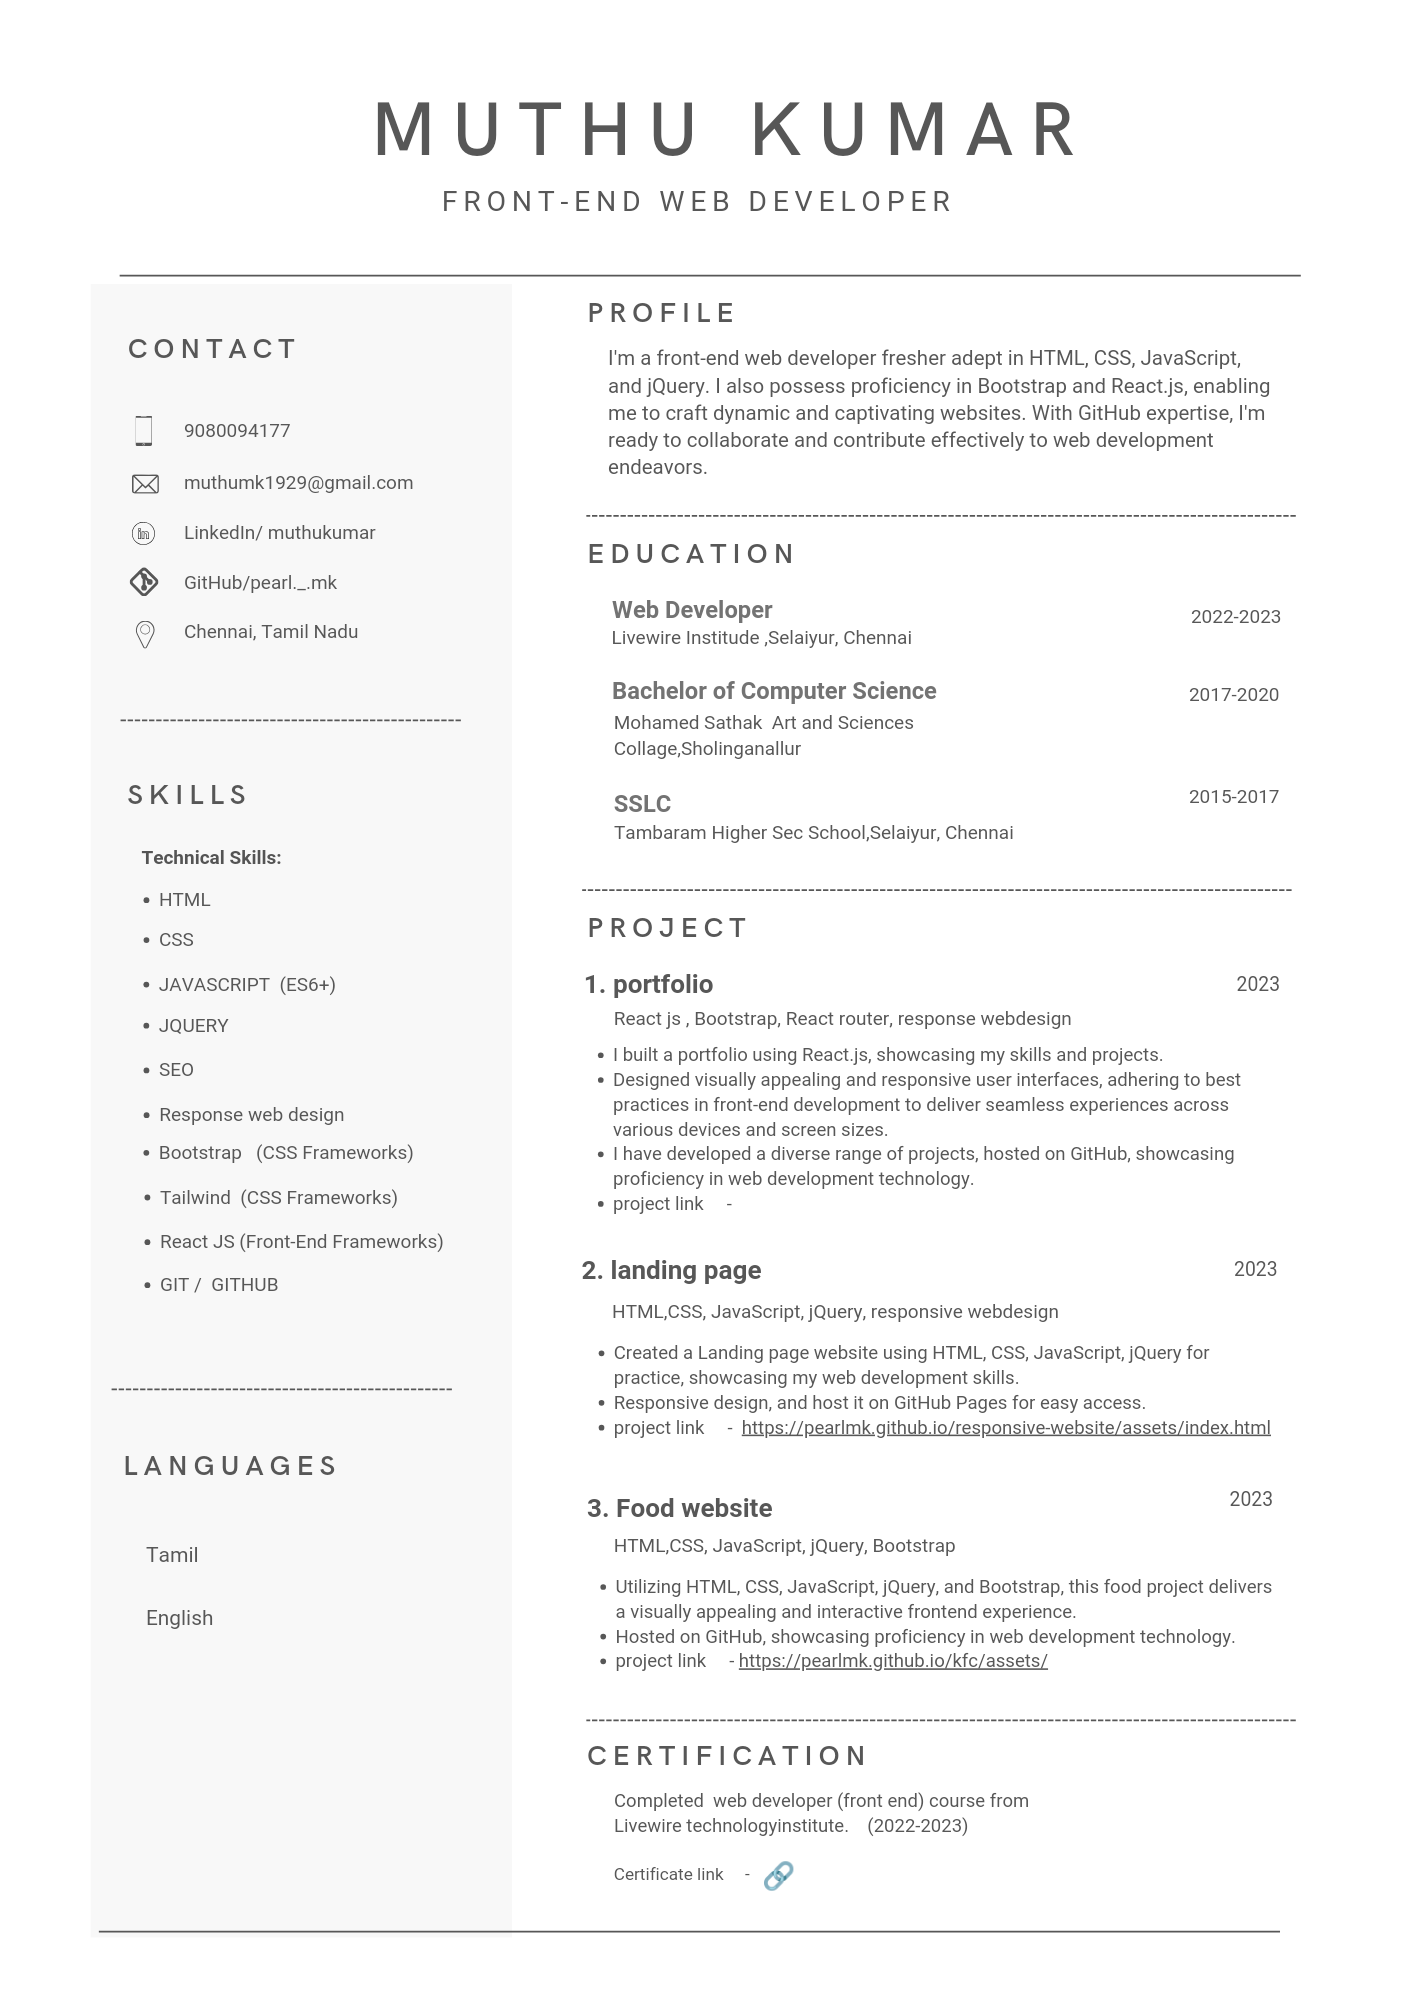 MUTHU KUMAR
FRONT-END WEB DEVELOPER
CONTACT
9080094177
muthumk1929@gmail.com
LinkedIn/ muthukumar
GitHub/pearl._.mk
Chennai, Tamil Nadu
SKILLS
Technical Skills:
• HTML
• CSS
• JAVASCRIPT (ES6+)
• JQUERY
• SEO
• Response web design
• Bootstrap (CSS Frameworks)
• Tailwind (CSS Frameworks)
• React JS (Front-End Frameworks)
• GIT / GITHUB
LANGUAGES
Tamil
English
PROFILE
I'm a front-end web developer fresher adept in HTML, CSS, JavaScript,
and jQuery. I also possess proficiency in Bootstrap and React.js, enabling
me to craft dynamic and captivating websites. With GitHub expertise, I'm
ready to collaborate and contribute effectively to web development
endeavors.
EDUCATION
Web Developer 2022-2023
Livewire Institude ,Selaiyur, Chennai
Bachelor of Computer Science 2017-2020
Mohamed Sathak Art and Sciences
Collage,Sholinganallur
SSLC 2015-2017
Tambaram Higher Sec School,Selaiyur, Chennai
PROJECT
1. portfolio 2023
React js , Bootstrap, React router, response webdesign
• I built a portfolio using React.js, showcasing my skills and projects.
• Designed visually appealing and responsive user interfaces, adhering to best
practices in front-end development to deliver seamless experiences across
various devices and screen sizes.
• I have developed a diverse range of projects, hosted on GitHub, showcasing
proficiency in web development technology.
• project link -
2. landing page 2023
HTML,CSS, JavaScript, jQuery, responsive webdesign
• Created a Landing page website using HTML, CSS, JavaScript, jQuery for
practice, showcasing my web development skills.
• Responsive design, and host it on GitHub Pages for easy access.
• project link - https://pearlmk.github.io/responsive-website/assets/index.html
3. Food website 2023
HTML,CSS, JavaScript, jQuery, Bootstrap
• Utilizing HTML, CSS, JavaScript, jQuery, and Bootstrap, this food project delivers
a visually appealing and interactive frontend experience.
• Hosted on GitHub, showcasing proficiency in web development technology.
• project link - https://pearlmk.github.io/kfc/assets/
CERTIFICATION
Completed web developer (front end) course from
Livewire technologyinstitute. (2022-2023)
Certificate link - 🔗